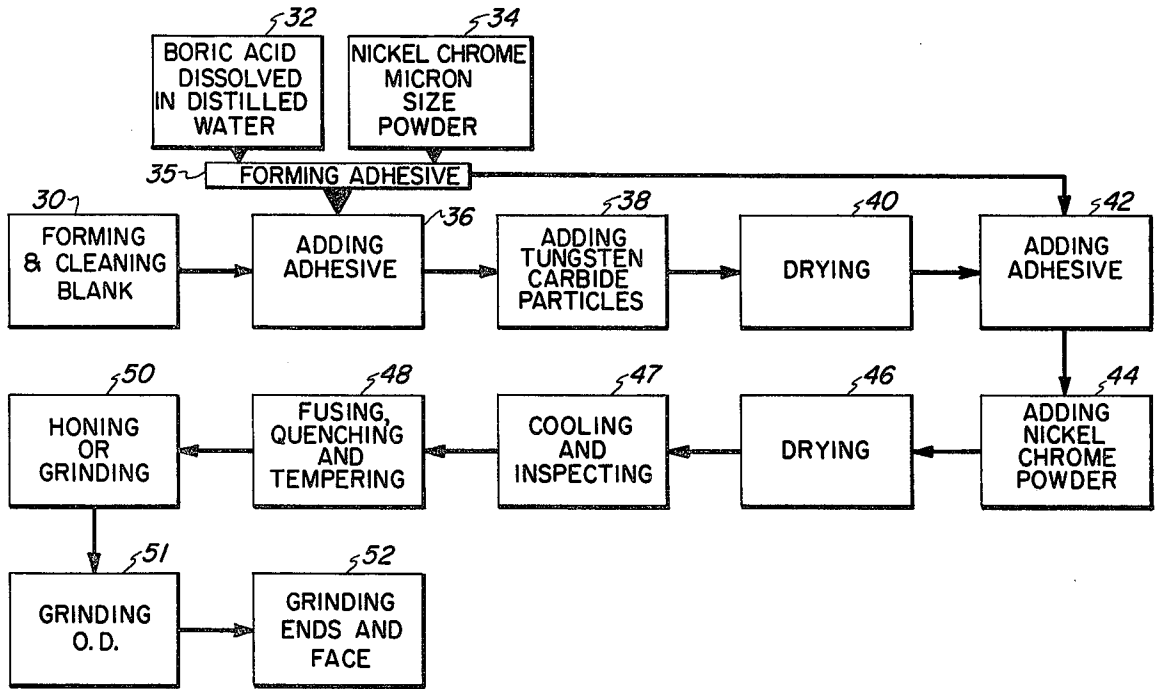 32
BORIC ACID
DISSOLVED
IN DISTILLED
WATER
34
NICKEL CHROME
MICRON
SIZE
POWDER
35
FORMING ADHESIVE
30
FORMING
& CLEANING
BLANK
36
ADDING
ADHESIVE
38
ADDING
TUNGSTEN
CARBIDE
PARTICLES
40
DRYING
42
ADDING
ADHESIVE
50
HONING
OR
GRINDING
48
FUSING,
QUENCHING
AND
TEMPERING
47
COOLING
AND
INSPECTING
46
DRYING
44
ADDING
NICKEL
CHROME
POWDER
51
GRINDING
O.D.
52
GRINDING
ENDS AND
FACE